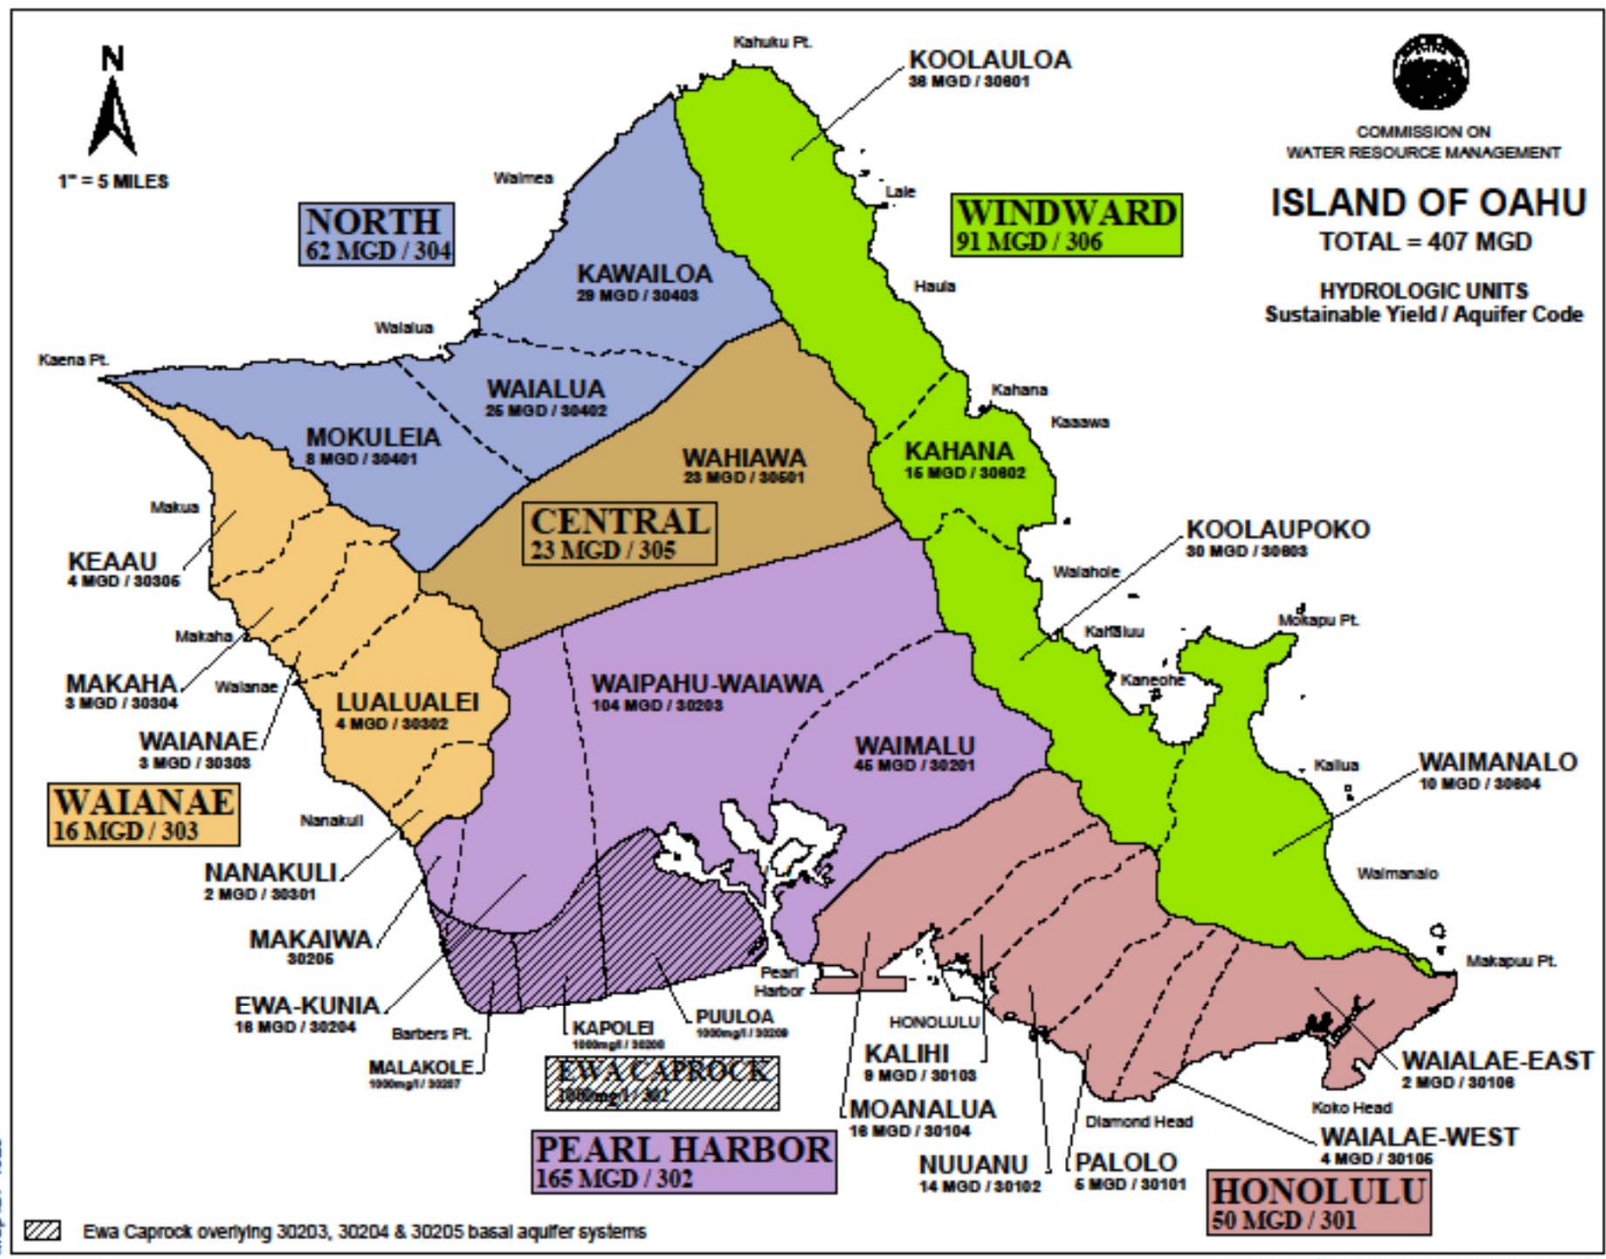 Kahuku Pt.
N
1" = 5 MILES
KOOLAULOA
36 MGD / 30601
COMMISSION ON
WATER RESOURCE MANAGEMENT
ISLAND OF OAHU
TOTAL = 407 MGD
HYDROLOGIC UNITS
Sustainable Yield / Aquifer Code
Waimea
Laie
NORTH
62 MGD / 304
WINDWARD
91 MGD / 306
KAWAILOA
29 MGD / 30403
Haula
Waialua
Kaena Pt.
WAIALUA
25 MGD / 30402
Kahana
Kaaawa
MOKULEIA
8 MGD / 30401
WAHIAWA
23 MGD / 30501
KAHANA
15 MGD / 30602
Makua
CENTRAL
23 MGD / 305
KOOLAUPOKO
30 MGD / 30603
KEAAU
4 MGD / 30305
Waiahole
Mokapu Pt.
Makaha
Kahaluu
MAKAHA
3 MGD / 30304
Waianae
LUALUALEI
4 MGD / 30302
WAIPAHU-WAIAWA
104 MGD / 30203
Kaneohe
WAIANAE
3 MGD / 30303
WAIMALU
45 MGD / 30201
Kailua
WAIMANALO
10 MGD / 30604
WAIANAE
16 MGD / 303
Nanakuli
NANAKULI
2 MGD / 30301
Waimanalo
MAKAIWA
30205
Makapuu Pt.
Pearl
Harbor
EWA-KUNIA
16 MGD / 30204
Barbers Pt.
KAPOLEI
PUULOA
HONOLULU
MALAKOLE
1000mg/l / 30207
EWA CAPROCK
1000mg/l / 302
KALIHI
9 MGD / 30103
WAIALAE-EAST
2 MGD / 30106
MOANALUA
16 MGD / 30104
Diamond Head
Koko Head
WAIALAE-WEST
4 MGD / 30105
PEARL HARBOR
165 MGD / 302
NUUANU
14 MGD / 30102
PALOLO
5 MGD / 30101
HONOLULU
50 MGD / 301
Ewa Caprock overlying 30203, 30204 & 30205 basal aquifer systems